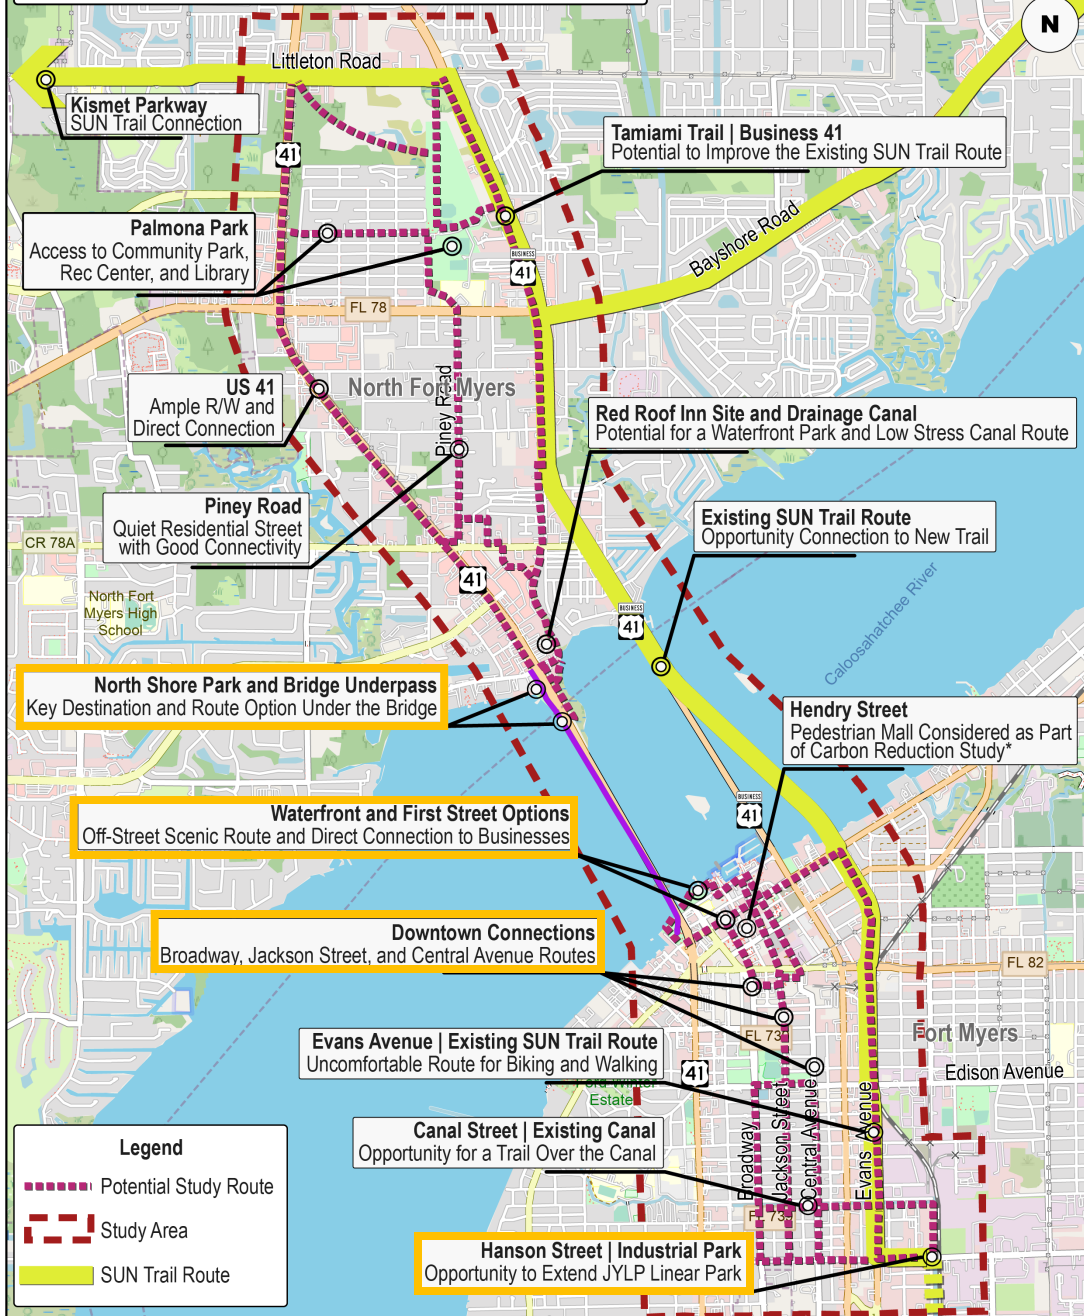 N
Littleton Road
Kismet Parkway
SUN Trail Connection
41
Tamiami Trail | Business 41
Potential to Improve the Existing SUN Trail Route
Palmona Park
Access to Community Park,
Rec Center, and Library
Bayshore Road
BUSINESS
41
FL 78
US 41
Ample R/W and
Direct Connection
North Fort Myers
Piney Road
Red Roof Inn Site and Drainage Canal
Potential for a Waterfront Park and Low Stress Canal Route
Piney Road
Quiet Residential Street
with Good Connectivity
Existing SUN Trail Route
Opportunity Connection to New Trail
CR 78A
41
North Fort
Myers High
School
BUSINESS
41
Caloosahatchee River
North Shore Park and Bridge Underpass
Key Destination and Route Option Under the Bridge
Hendry Street
Pedestrian Mall Considered as Part
of Carbon Reduction Study*
BUSINESS
41
Waterfront and First Street Options
Off-Street Scenic Route and Direct Connection to Businesses
Downtown Connections
Broadway, Jackson Street, and Central Avenue Routes
FL 82
Fort Myers
FL 73
Evans Avenue | Existing SUN Trail Route
Uncomfortable Route for Biking and Walking
41
Edison Avenue
Estate
Canal Street | Existing Canal
Opportunity for a Trail Over the Canal
Broadway
Jackson Street
Central Avenue
Evans Avenue
FL 73
Hanson Street | Industrial Park
Opportunity to Extend JYLP Linear Park
Legend
Potential Study Route
Study Area
SUN Trail Route